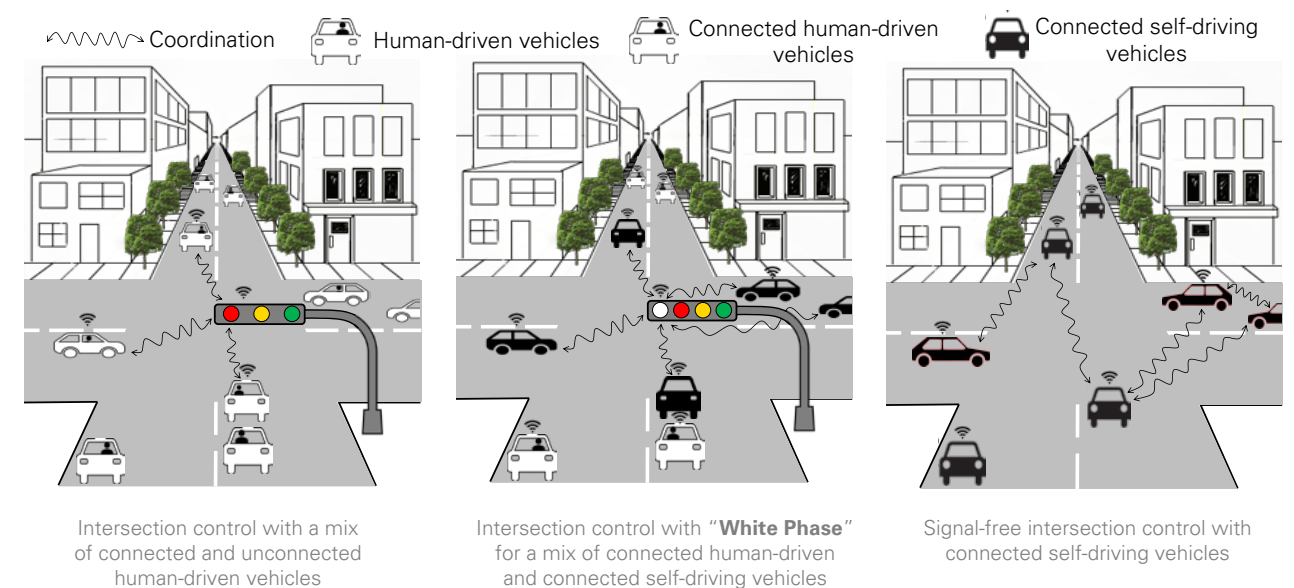 Coordination
Human-driven vehicles
Connected human-driven
vehicles
Connected self-driving
vehicles
Intersection control with a mix
of connected and unconnected
human-driven vehicles
Intersection control with “White Phase”
for a mix of connected human-driven
and connected self-driving vehicles
Signal-free intersection control with
connected self-driving vehicles